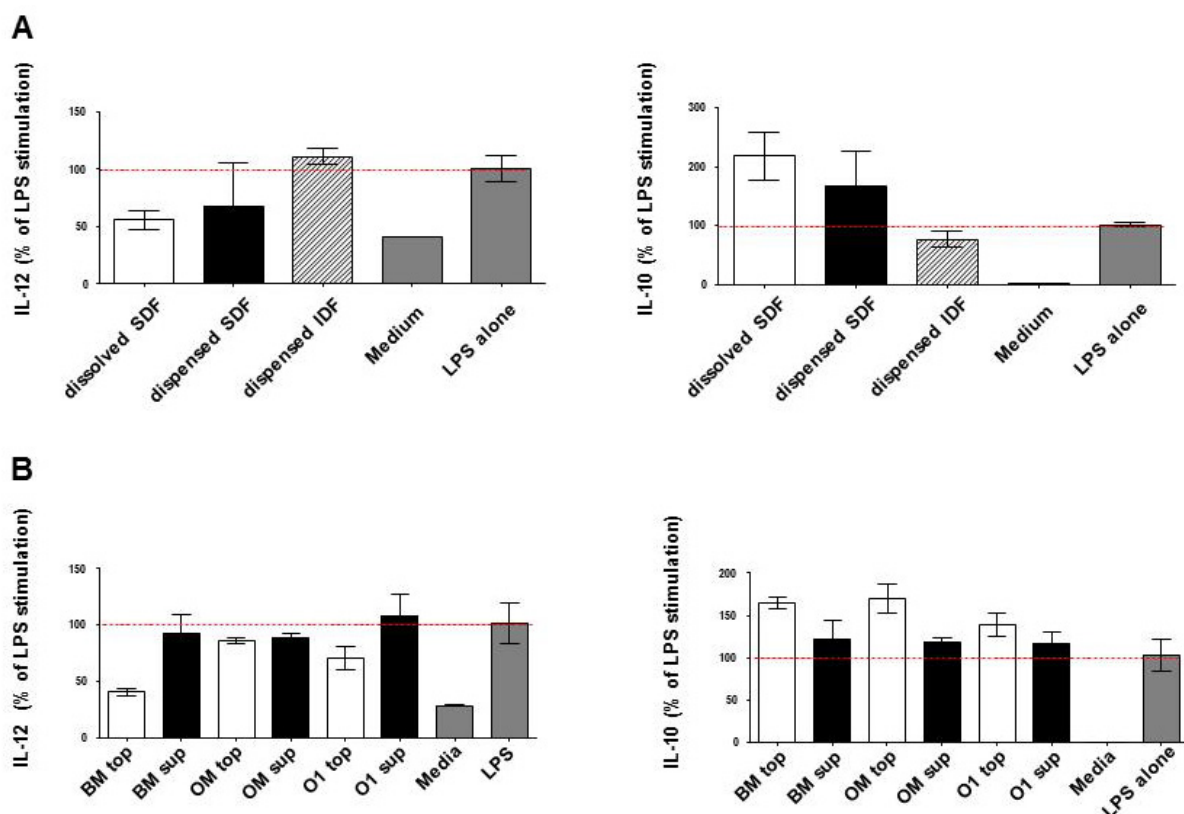 A
IL-12 (% of LPS stimulation)
150
100
50
0
dissolved SDF
dispensed SDF
dispensed IDF
Medium
LPS alone
IL-10 (% of LPS stimulation)
300
200
100
0
dissolved SDF
dispensed SDF
dispensed IDF
Medium
LPS alone
B
IL-12 (% of LPS stimulation)
150
100
50
0
BM top
BM sup
OM top
OM sup
O1 top
O1 sup
Media
LPS
IL-10 (% of LPS stimulation)
200
150
100
50
0
BM top
BM sup
OM top
OM sup
O1 top
O1 sup
Media
LPS alone